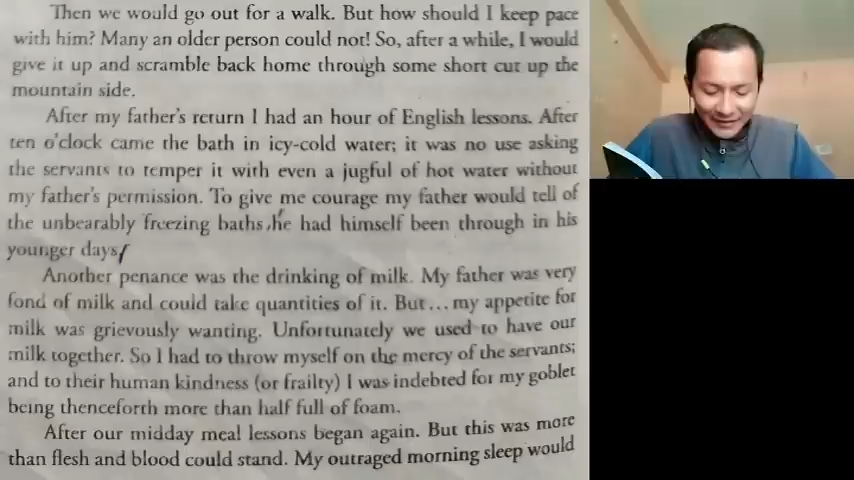 Then we would go out for a walk. But how should I keep pace
with him? Many an older person could not! So, after a while, I would
give it up and scramble back home through some short cut up the
mountain side.
After my father's return I had an hour of English lessons. After
ten o'clock came the bath in icy-cold water; it was no use asking
the servants to temper it with even a jugful of hot water without
my father's permission. To give me courage my father would tell of
the unbearably freezing baths he had himself been through in his
younger days.
Another penance was the drinking of milk. My father was very
fond of milk and could take quantities of it. But... my appetite for
milk was grievously wanting. Unfortunately we used to have our
milk together. So I had to throw myself on the mercy of the servants;
and to their human kindness (or frailty) I was indebted for my goblet
being thenceforth more than half full of foam.
After our midday meal lessons began again. But this was more
than flesh and blood could stand. My outraged morning sleep would